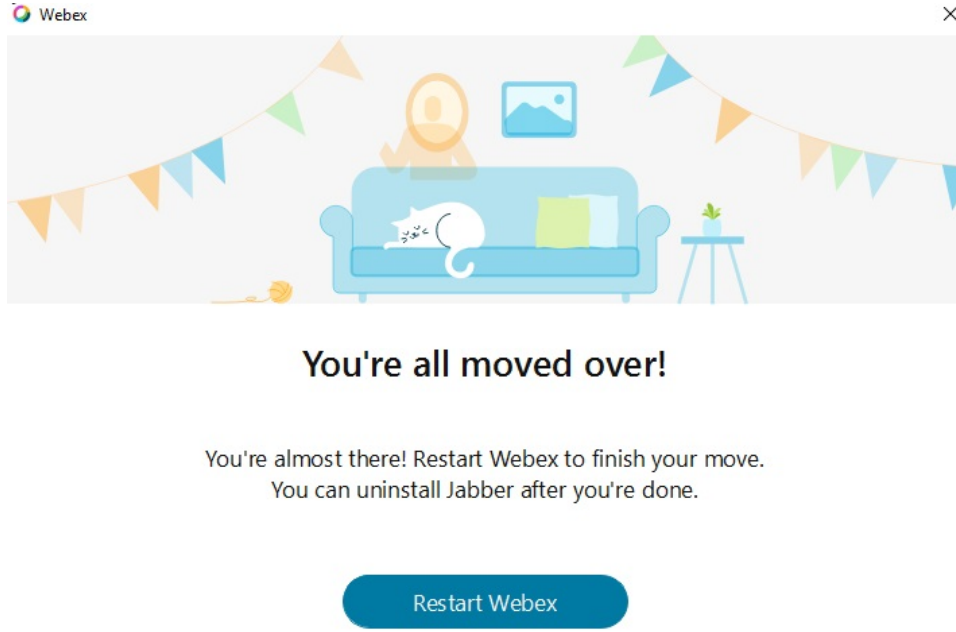 Webex
You're all moved over!
You're almost there! Restart Webex to finish your move.
You can uninstall Jabber after you're done.
Restart Webex